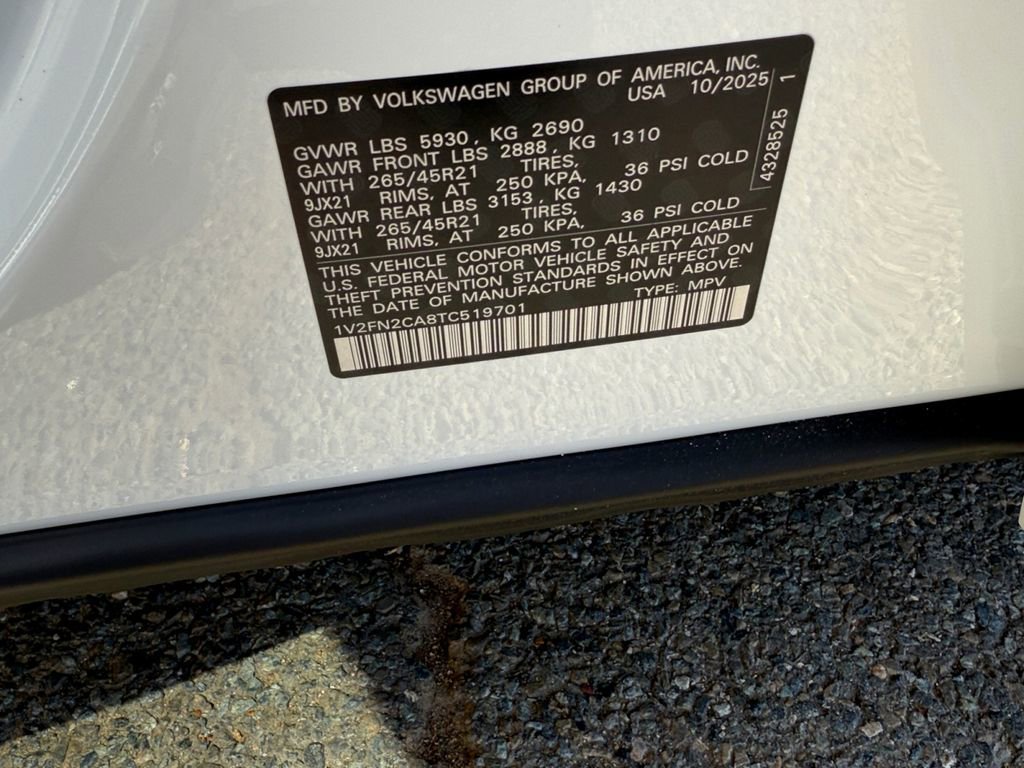 MFD BY VOLKSWAGEN GROUP OF AMERICA, INC.
USA 10/2025
GVWR LBS 5930, KG 2690
GAWR FRONT LBS 2888, KG 1310
WITH 265/45R21 TIRES,
9JX21 RIMS, AT 250 KPA, 36 PSI COLD
GAWR REAR LBS 3153, KG 1430
WITH 265/45R21 TIRES,
9JX21 RIMS, AT 250 KPA, 36 PSI COLD
THIS VEHICLE CONFORMS TO ALL APPLICABLE
U.S. FEDERAL MOTOR VEHICLE SAFETY AND
THEFT PREVENTION STANDARDS IN EFFECT ON
THE DATE OF MANUFACTURE SHOWN ABOVE.
1V2FN2CA8TC519701 TYPE: MPV
4328525 1